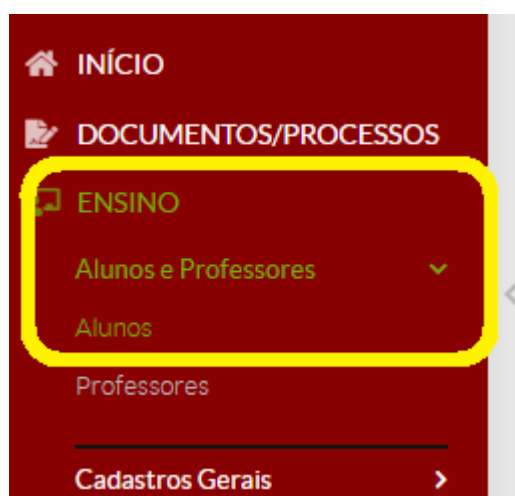 INÍCIO
DOCUMENTOS/PROCESSOS
ENSINO
Alunos e Professores
Alunos
Professores
Cadastros Gerais